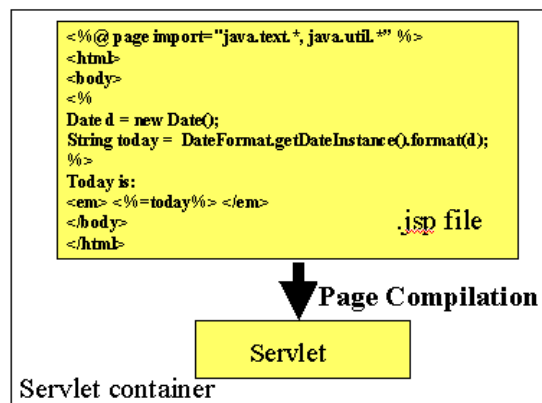 <%@ page import="java.text.*, java.util.*” %>
<html>
<body>
<%
Date d = new Date();
String today =  DateFormat.getDateInstance().format(d);
%>
Today is:
<em> <%=today%> </em>
</body>
</html>
.jsp file
Page Compilation
Servlet
Servlet container